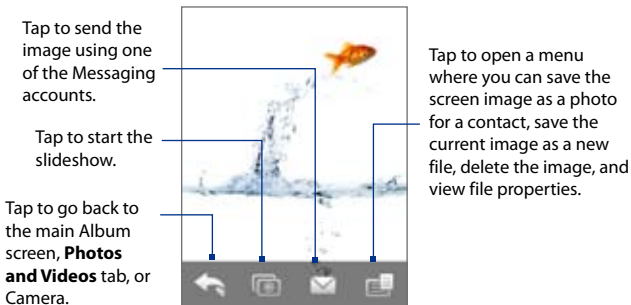 Tap to send the
image using one
of the Messaging
accounts.
Tap to start the
slideshow.
Tap to go back to
the main Album
screen, Photos
and Videos tab, or
Camera.
Tap to open a menu
where you can save the
screen image as a photo
for a contact, save the
current image as a new
file, delete the image, and
view file properties.